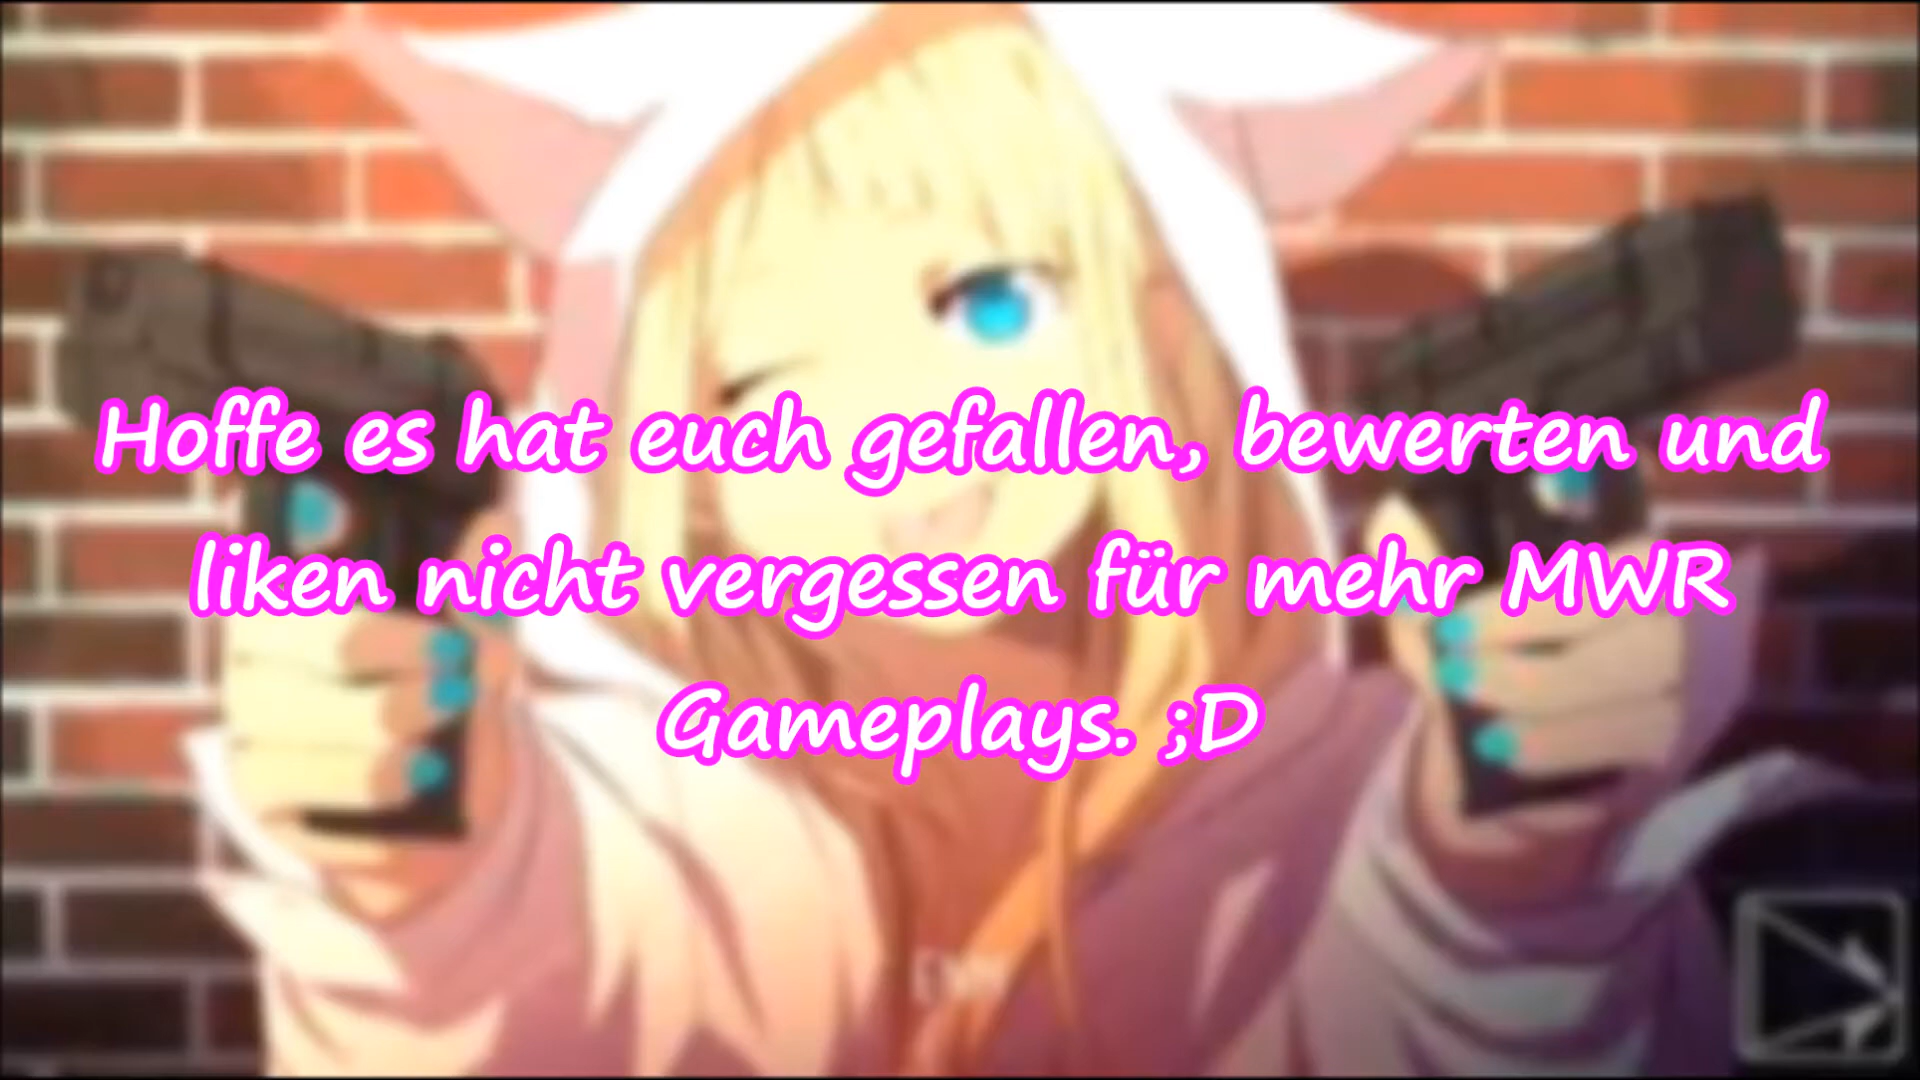 Hoffe es hat euch gefallen, bewerten und
liken nicht vergessen für mehr MWR
Gameplays. ;D